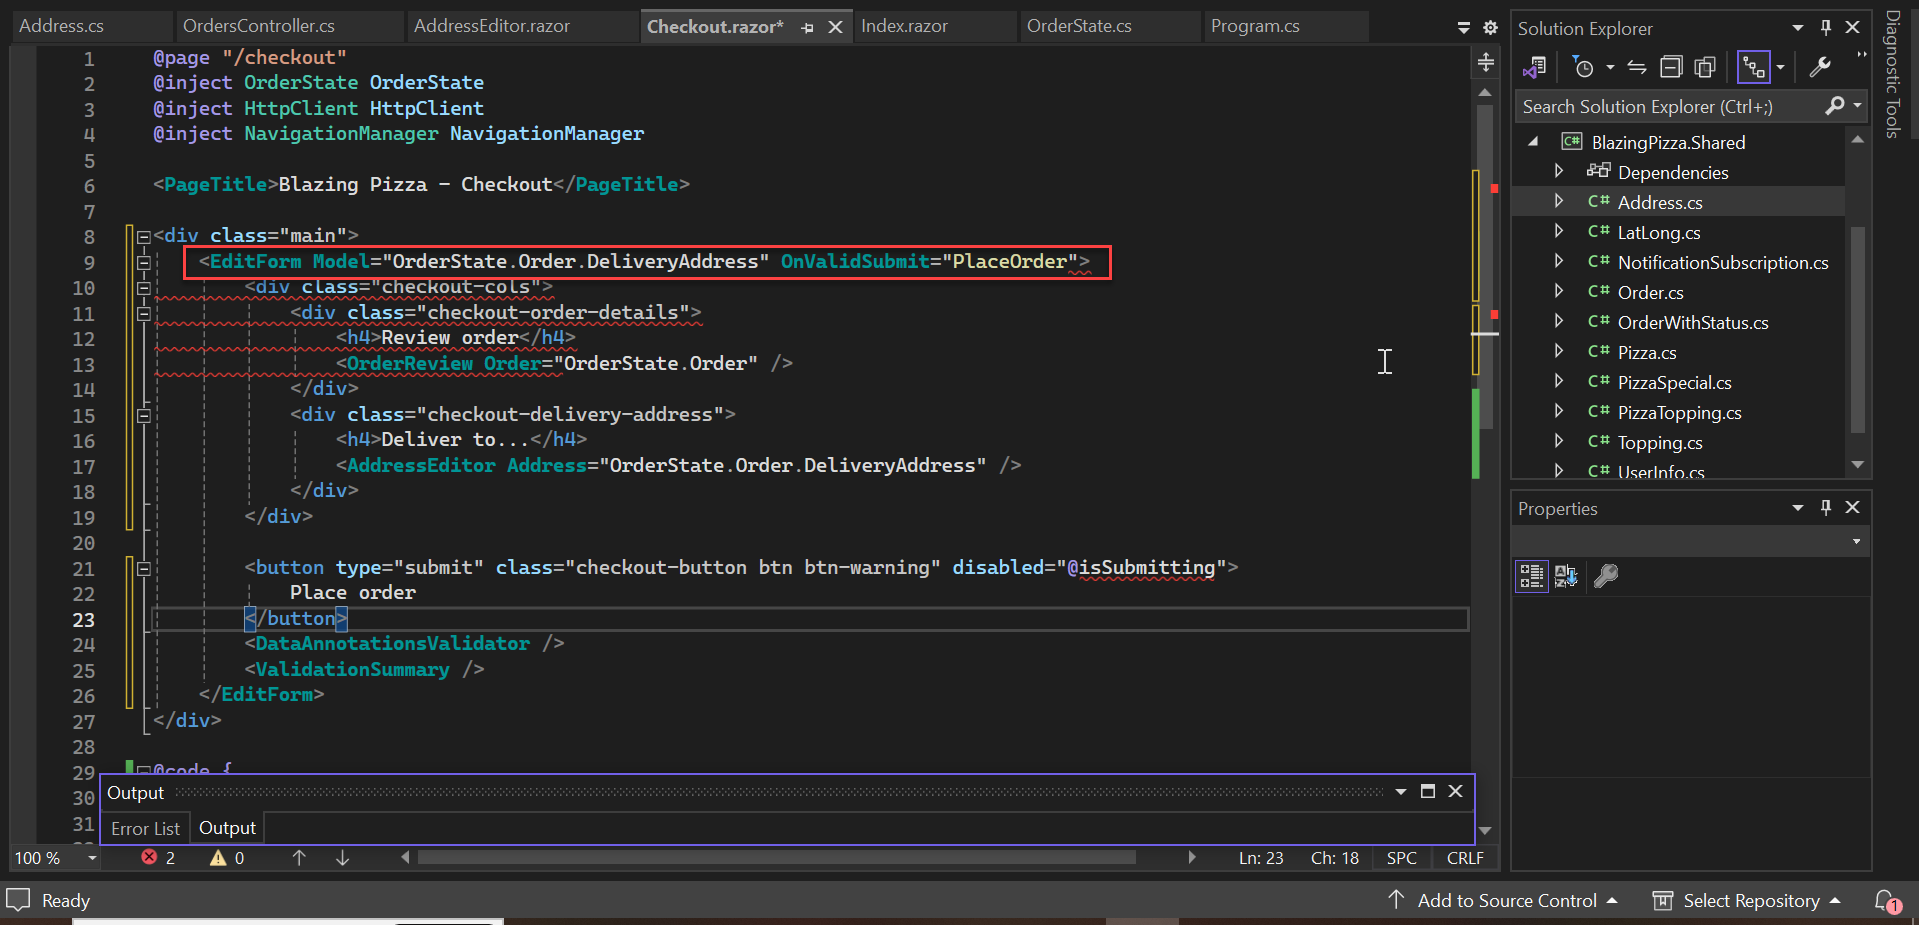 Address.cs OrdersController.cs AddressEditor.razor Checkout.razor* Index.razor OrderState.cs Program.cs
1 @page "/checkout"
2 @inject OrderState OrderState
3 @inject HttpClient HttpClient
4 @inject NavigationManager NavigationManager
5
6 <PageTitle>Blazing Pizza - Checkout</PageTitle>
7
8 <div class="main">
9 <EditForm Model="OrderState.Order.DeliveryAddress" OnValidSubmit="PlaceOrder">
10 <div class="checkout-cols">
11 <div class="checkout-order-details">
12 <h4>Review order</h4>
13 <OrderReview Order="OrderState.Order" />
14 </div>
15 <div class="checkout-delivery-address">
16 <h4>Deliver to...</h4>
17 <AddressEditor Address="OrderState.Order.DeliveryAddress" />
18 </div>
19 </div>
20
21 <button type="submit" class="checkout-button btn btn-warning" disabled="@isSubmitting">
22 Place order
23 </button>
24 <DataAnnotationsValidator />
25 <ValidationSummary />
26 </EditForm>
27 </div>
28
29 @code {
30
31
Output
Error List Output
100 % 2 0 Ln: 23 Ch: 18 SPC CRLF
Solution Explorer
Search Solution Explorer (Ctrl+;)
C# BlazingPizza.Shared
Dependencies
C# Address.cs
C# LatLong.cs
C# NotificationSubscription.cs
C# Order.cs
C# OrderWithStatus.cs
C# Pizza.cs
C# PizzaSpecial.cs
C# PizzaTopping.cs
C# Topping.cs
C# UserInfo.cs
Properties
Diagnostic Tools
Ready Add to Source Control Select Repository 1